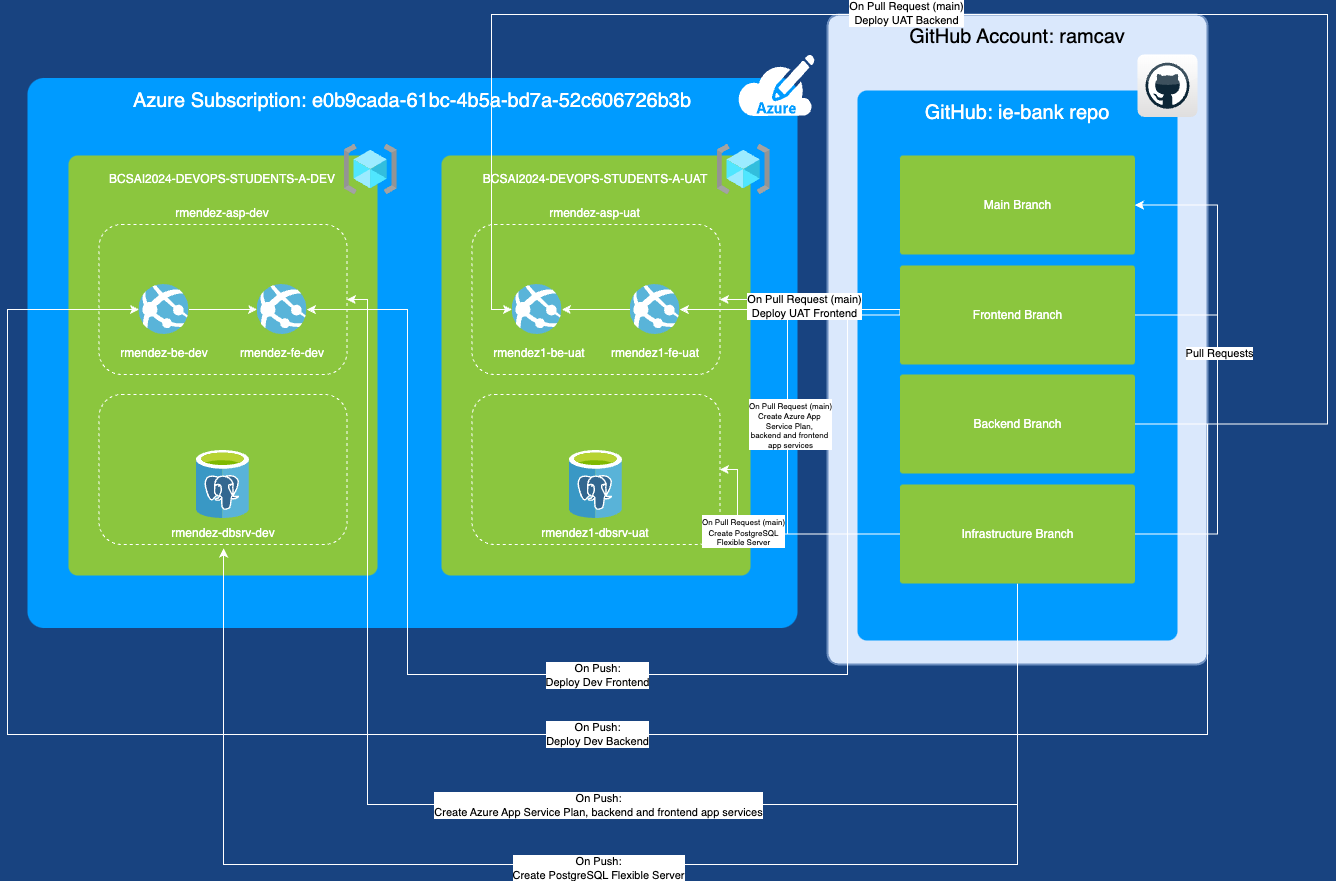 On Pull Request (main)
Deploy UAT Backend
GitHub Account: ramcav
Azure Subscription: e0b9cada-61bc-4b5a-bd7a-52c606726b3b
Azure
GitHub: ie-bank repo
BCSAI2024-DEVOPS-STUDENTS-A-DEV
rmendez-asp-dev
rmendez-be-dev
rmendez-fe-dev
rmendez-dbsrv-dev
BCSAI2024-DEVOPS-STUDENTS-A-UAT
rmendez-asp-uat
rmendez1-be-uat
rmendez1-fe-uat
rmendez1-dbsrv-uat
On Pull Request (main)
Deploy UAT Frontend
On Pull Request (main)
Create Azure App
Service Plan,
backend and frontend
app services
On Pull Request (main)
Create PostgreSQL
Flexible Server
Main Branch
Frontend Branch
Backend Branch
Infrastructure Branch
Pull Requests
On Push:
Deploy Dev Frontend
On Push:
Deploy Dev Backend
On Push:
Create Azure App Service Plan, backend and frontend app services
On Push:
Create PostgreSQL Flexible Server